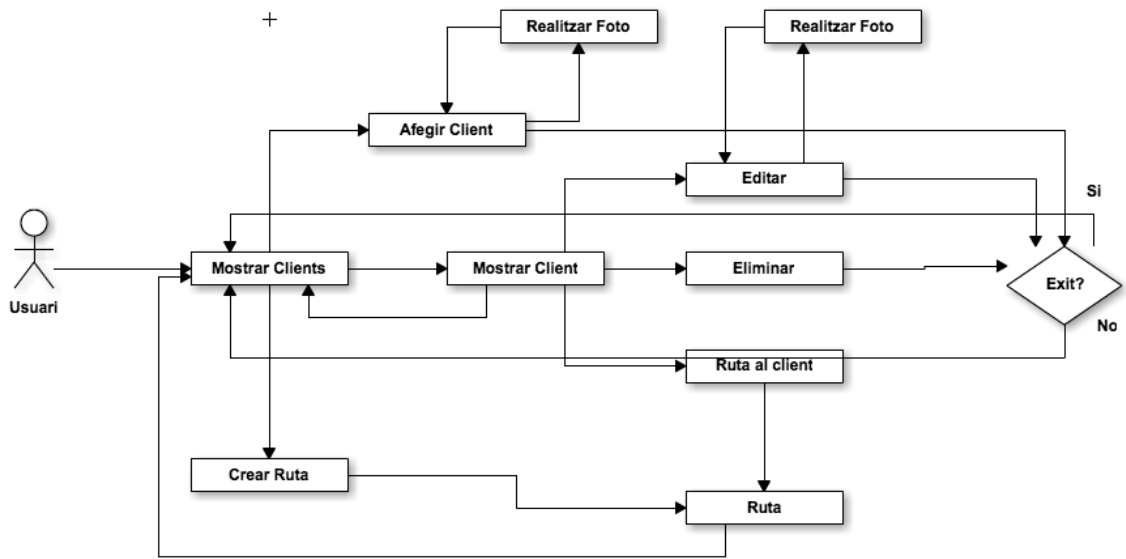 Realitzar Foto
Realitzar Foto
Afegir Client
Editar
Si
Mostrar Clients
Mostrar Client
Eliminar
Exit?
Usuari
No
Ruta al client
Crear Ruta
Ruta